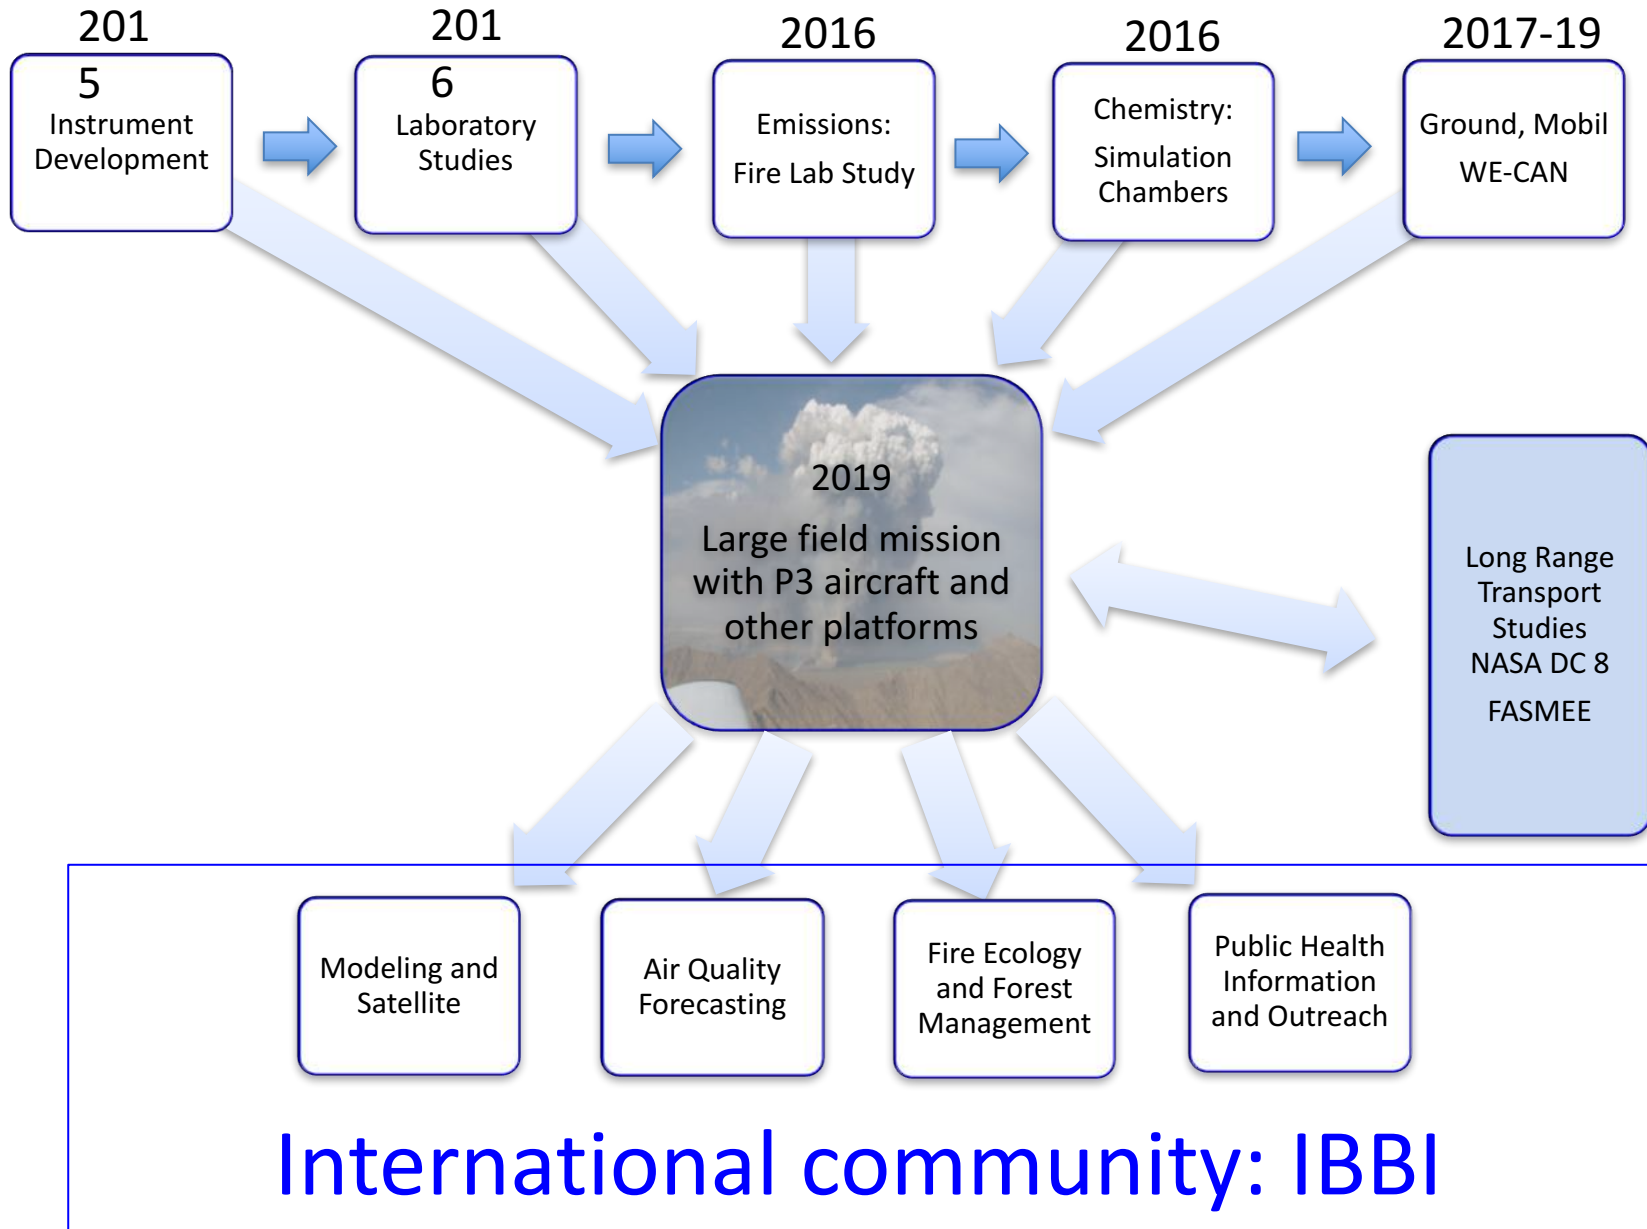 201
5
Instrument
Development
201
6
Laboratory
Studies
2016
Emissions:
Fire Lab Study
2016
Chemistry:
Simulation
Chambers
2017-19
Ground, Mobil
WE-CAN
2019
Large field mission
with P3 aircraft and
other platforms
Long Range
Transport
Studies
NASA DC 8
FASMEE
Modeling and
Satellite
Air Quality
Forecasting
Fire Ecology
and Forest
Management
Public Health
Information
and Outreach
International community: IBBI